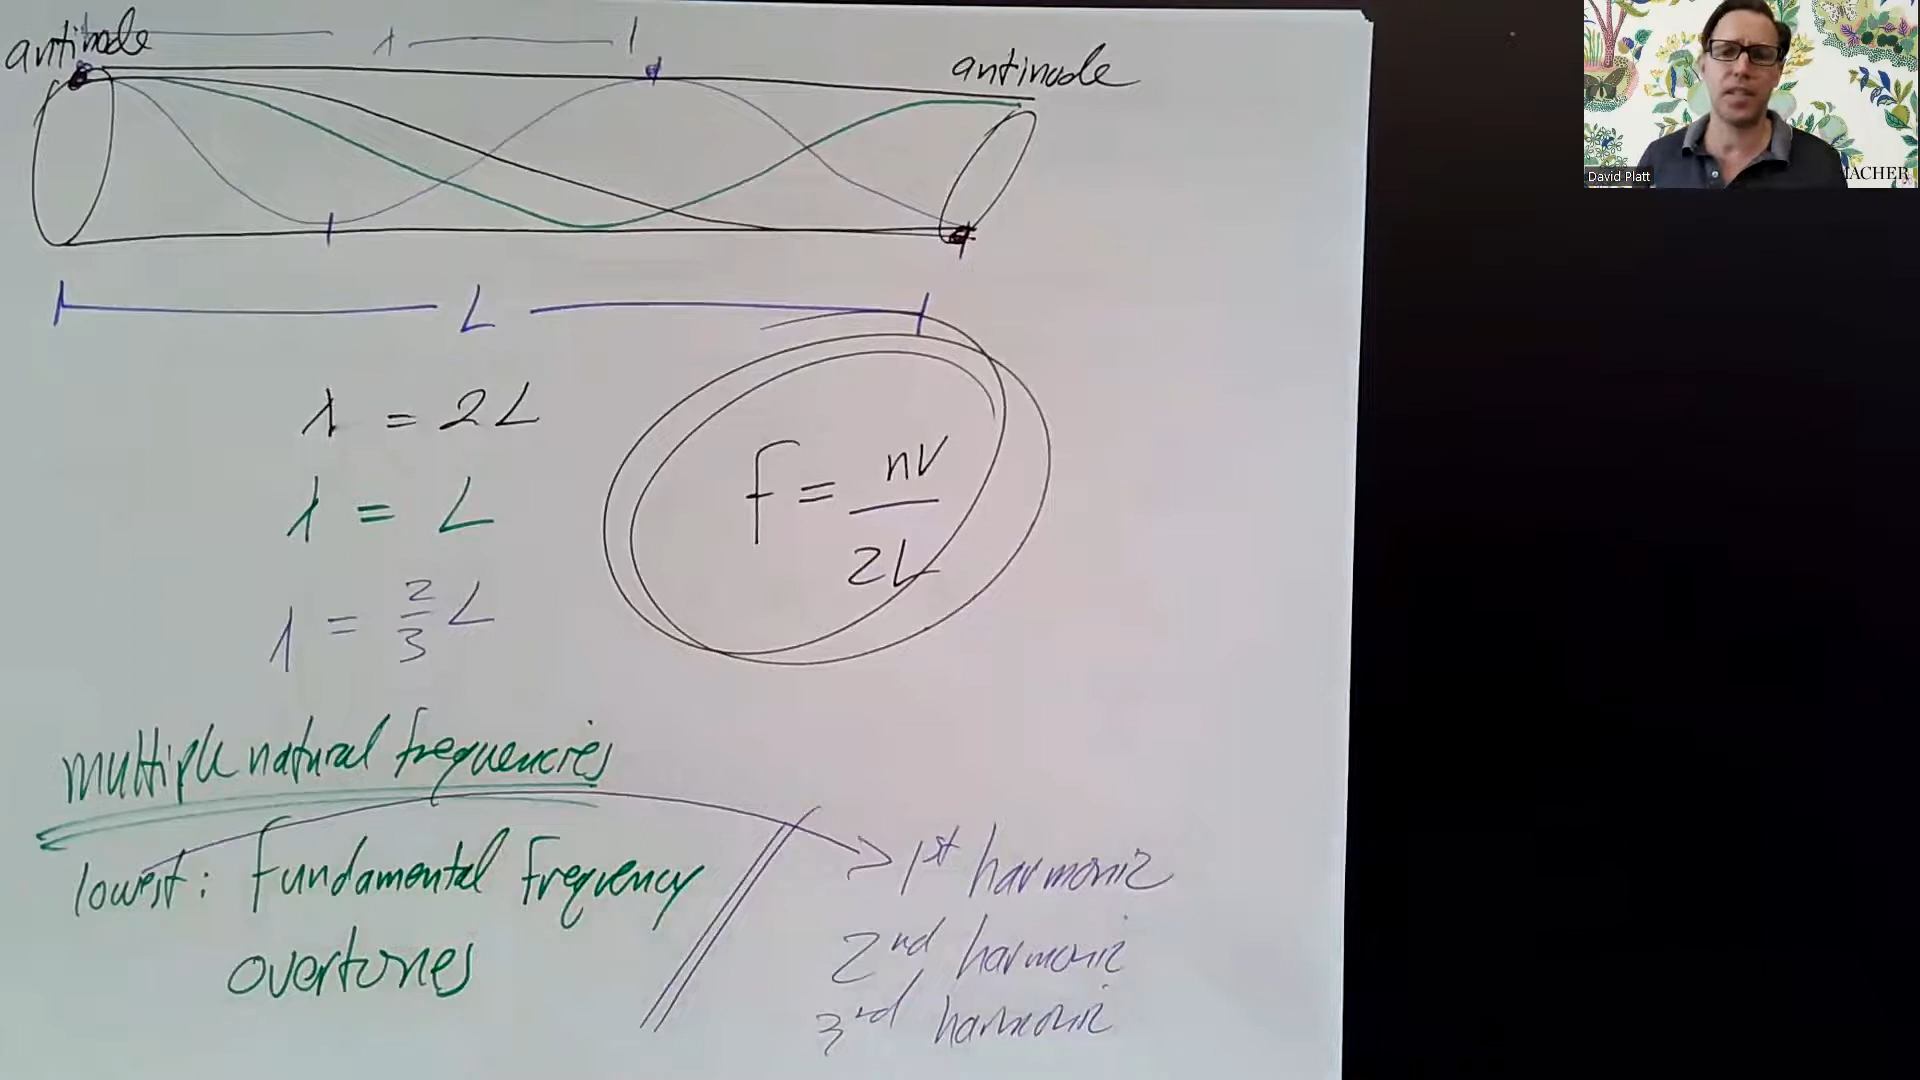 antinode
λ
antinode
L
λ = 2L
λ = L
λ = 2/3 L
f = nV/2L
multiple natural frequencies
lowest: Fundamental Frequency
overtones
1st harmonic
2nd harmonic
3rd harmonic
David Platt
MACHER